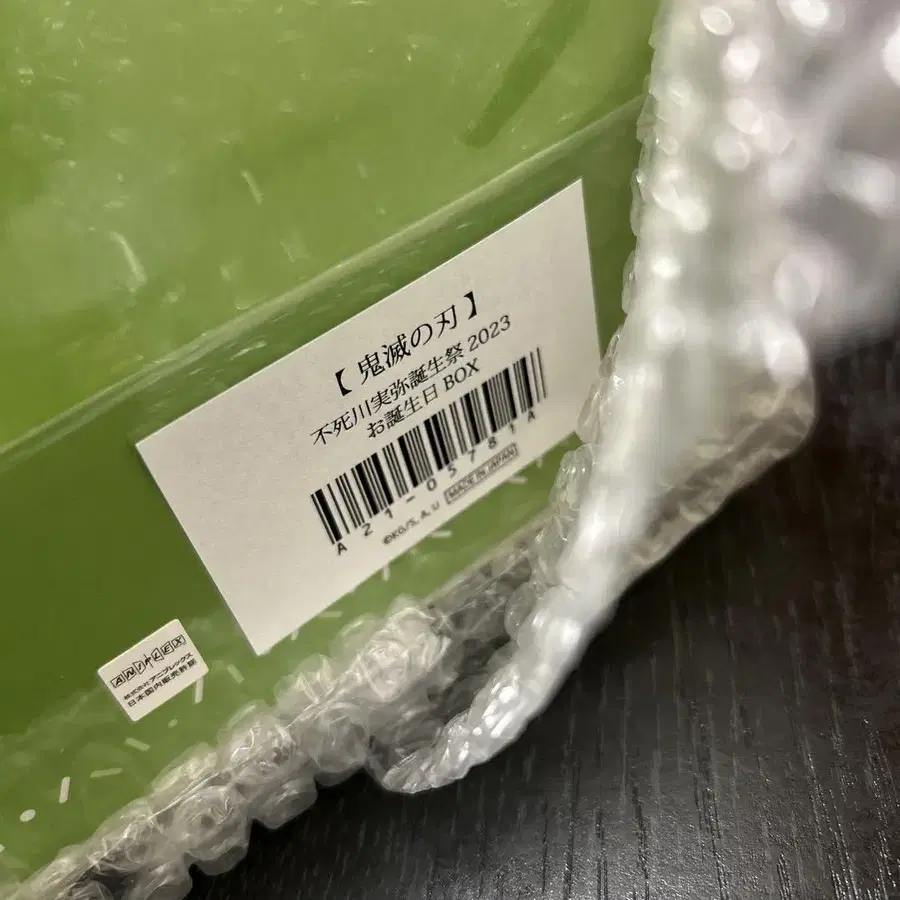 【 鬼滅の刃 】
不死川実弥誕生祭 2023
お誕生日 BOX
A21-05781A
©KG/S, A, U MADE IN JAPAN
ANIPLEX
株式会社アニプレックス
日本国内販売許諾